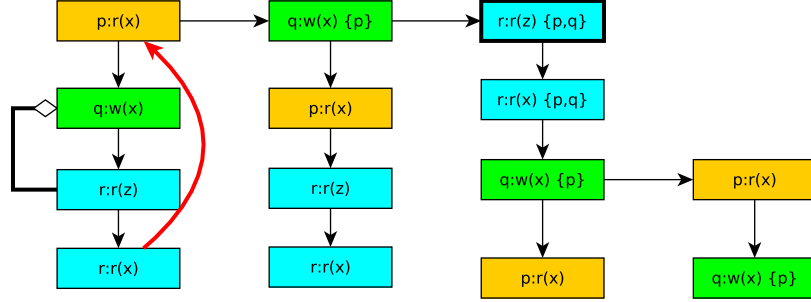 p:r(x)
q:w(x) {p}
r:r(z) {p,q}
q:w(x)
p:r(x)
r:r(x) {p,q}
r:r(z)
r:r(z)
q:w(x) {p}
p:r(x)
r:r(x)
r:r(x)
p:r(x)
q:w(x) {p}